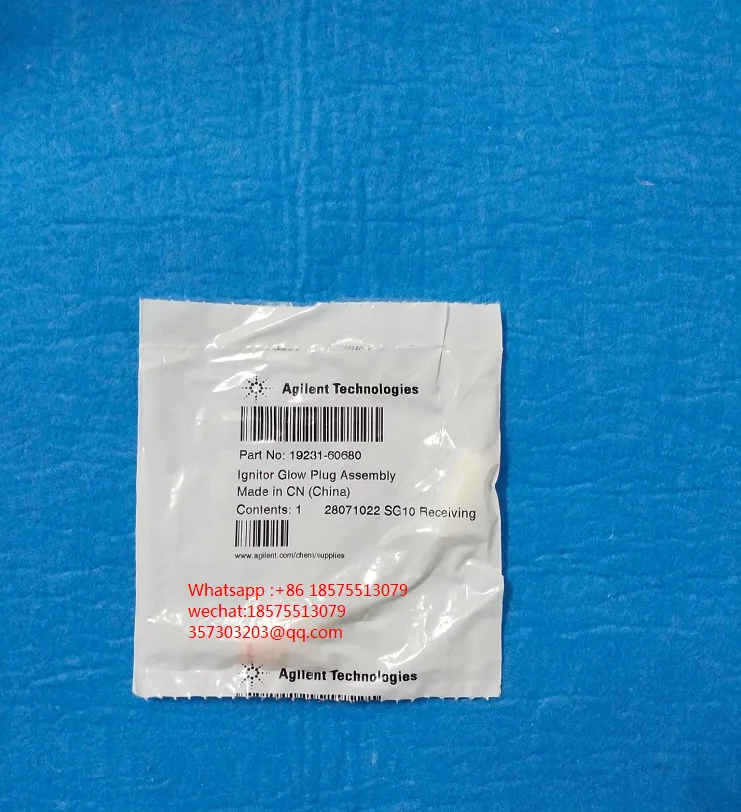 Agilent Technologies
Part No: 19231-60680
Ignitor Glow Plug Assembly
Made in CN (China)
Contents: 1 28071022 SG10 Receiving
www.agilent.com/chem/supplies
Whatsapp :+86 18575513079
wechat:18575513079
357303203@qq.com
Agilent Technologies